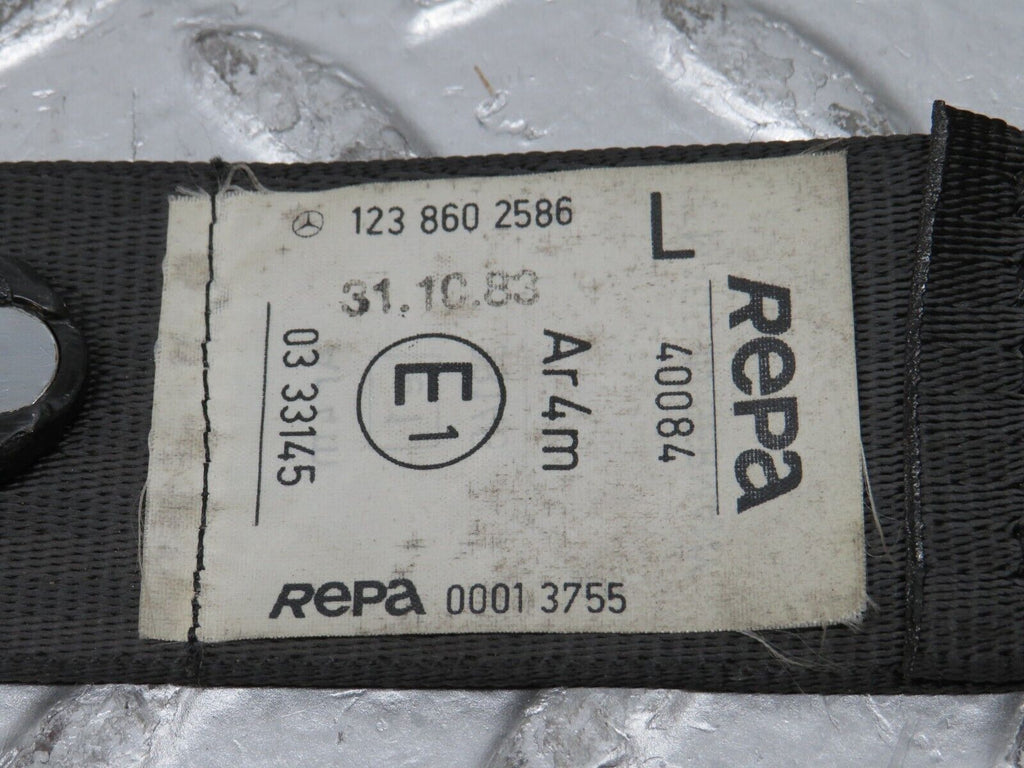 123 860 2586
L
31.10.83
REPA
40084
Ar4m
E1
03 33145
REPA 0001 3755